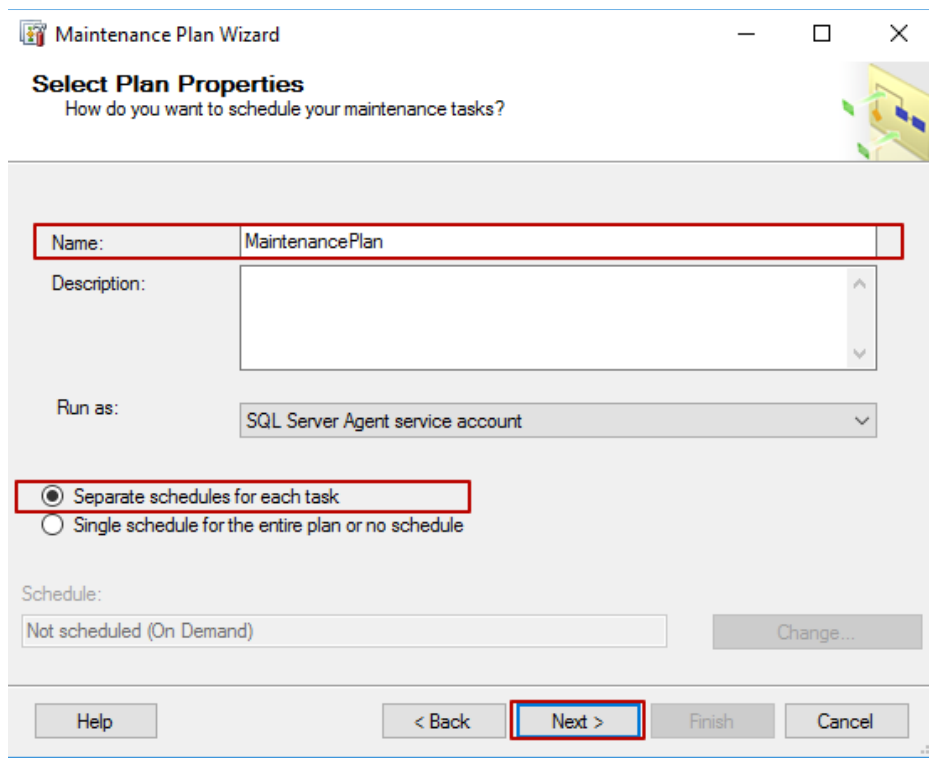 Maintenance Plan Wizard
Select Plan Properties
How do you want to schedule your maintenance tasks?
Name: MaintenancePlan
Description:
Run as: SQL Server Agent service account
Separate schedules for each task
Single schedule for the entire plan or no schedule
Schedule:
Not scheduled (On Demand) Change...
Help < Back Next > Finish Cancel